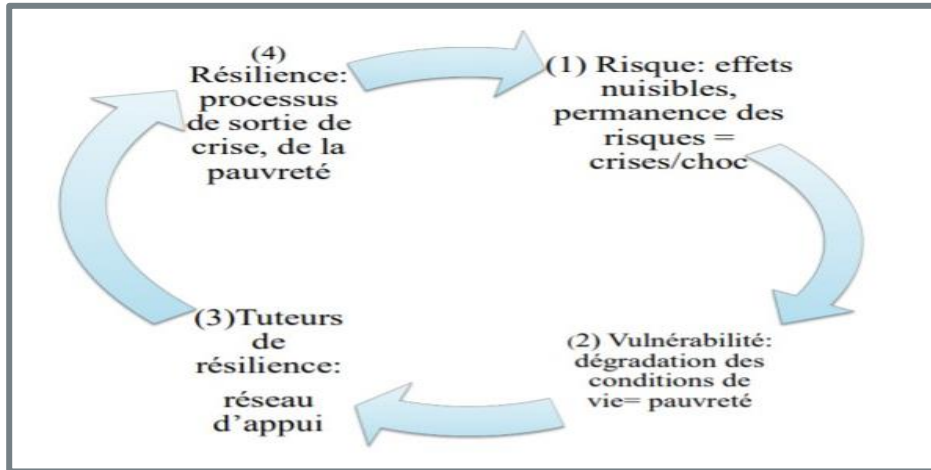 (4)
Résilience:
processus
de sortie de
crise, de la
pauvreté
(1) Risque: effets
nuisibles,
permanence des
risques =
crises/choc
(2) Vulnérabilité:
dégradation des
conditions de
vie= pauvreté
(3)Tuteurs
de
résilience:
réseau
d'appui